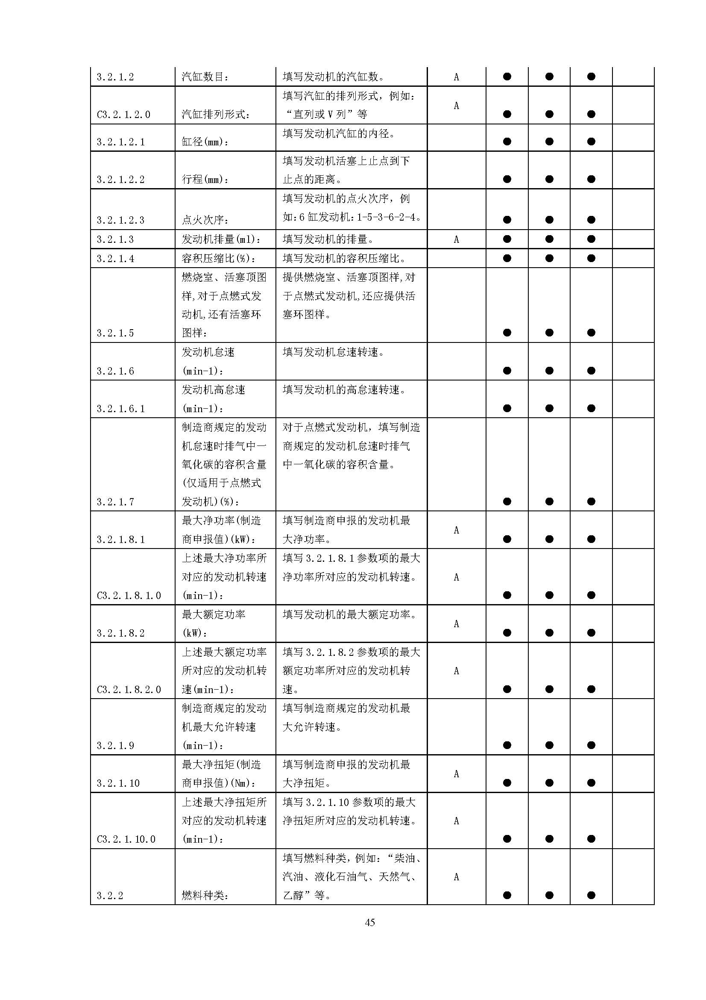 3.2.1.2 汽缸数目： 填写发动机的汽缸数。 A ● ● ●
填写汽缸的排列形式，例如：
C3.2.1.2.0 汽缸排列形式： “直列或 V 列”等 A ● ● ●
填写发动机汽缸的内径。
3.2.1.2.1 缸径(mm)： ● ● ●
填写发动机活塞上止点到下
3.2.1.2.2 行程(mm)： 止点的距离。 ● ● ●
填写发动机的点火次序，例
如：6 缸发动机：1-5-3-6-2-4。
3.2.1.2.3 点火次序： ● ● ●
3.2.1.3 发动机排量(ml)： 填写发动机的排量。 A ● ● ●
3.2.1.4 容积压缩比(%)： 填写发动机的容积压缩比。 ● ● ●
燃烧室、活塞顶图 提供燃烧室、活塞顶图样,对
样,对于点燃式发 于点燃式发动机,还应提供活
动机,还有活塞环 塞环图样。
3.2.1.5 图样： ● ● ●
发动机怠速 填写发动机怠速转速。
3.2.1.6 (min-1)： ● ● ●
发动机高怠速 填写发动机的高怠速转速。
3.2.1.6.1 (min-1)： ● ● ●
制造商规定的发动 对于点燃式发动机，填写制造
机怠速时排气中一 商规定的发动机怠速时排气
氧化碳的容积含量 中一氧化碳的容积含量。
(仅适用于点燃式
3.2.1.7 发动机)(%)： ● ● ●
最大净功率(制造 填写制造商申报的发动机最 A
3.2.1.8.1 商申报值)(kW)： 大净功率。 ● ● ●
上述最大净功率所 填写 3.2.1.8.1 参数项的最大
对应的发动机转速 净功率所对应的发动机转速。 A
C3.2.1.8.1.0 (min-1)： ● ● ●
最大额定功率 填写发动机的最大额定功率。 A
3.2.1.8.2 (kW)： ● ● ●
上述最大额定功率 填写 3.2.1.8.2 参数项的最大
所对应的发动机转 额定功率所对应的发动机转 A
C3.2.1.8.2.0 速(min-1)： 速。 ● ● ●
制造商规定的发动 填写制造商规定的发动机最
机最大允许转速 大允许转速。
3.2.1.9 (min-1)： ● ● ●
最大净扭矩(制造 填写制造商申报的发动机最 A
3.2.1.10 商申报值)(Nm)： 大净扭矩。 ● ● ●
上述最大净扭矩所 填写 3.2.1.10 参数项的最大
对应的发动机转速 净扭矩所对应的发动机转速。 A
C3.2.1.10.0 (min-1)： ● ● ●
填写燃料种类，例如：“柴油、
汽油、液化石油气、天然气、 A
3.2.2 燃料种类： 乙醇”等。 ● ● ●
45